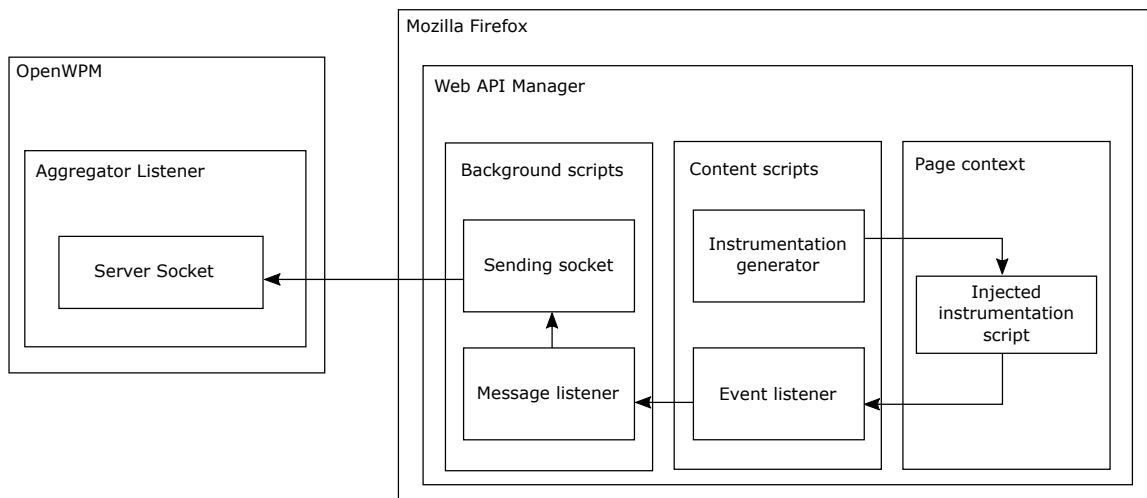 Mozilla Firefox
OpenWPM
Web API Manager
Aggregator Listener
Background scripts
Content scripts
Page context
Server Socket
Sending socket
Instrumentation
generator
Injected
instrumentation
script
Message listener
Event listener